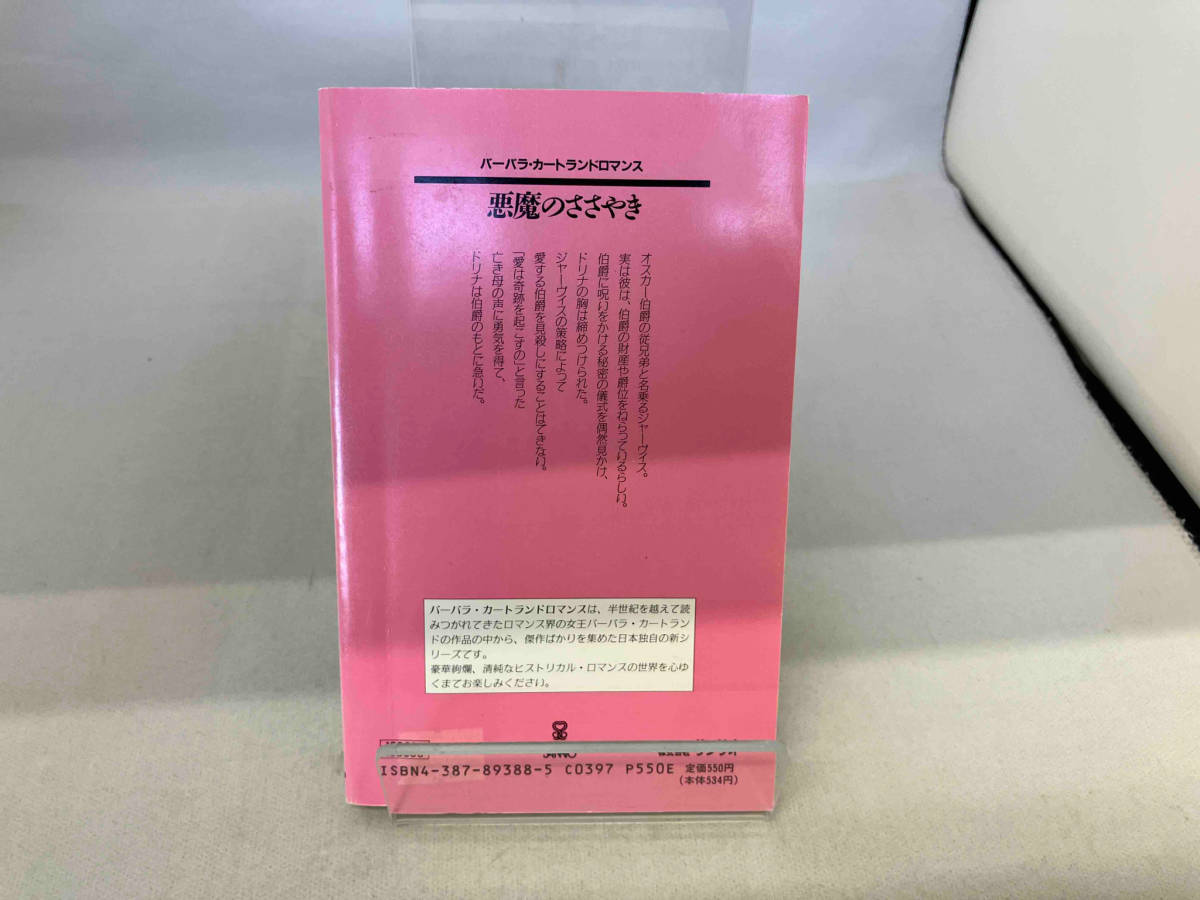 バーバラ・カートランドロマンス
悪魔のささやき
オスカー伯爵の従兄弟と名乗るジャーヴィス。
実は彼は、伯爵の財産や爵位をねらっているらしい。
伯爵に呪いをかける秘密の儀式を偶然見かけ、
ドリナの胸は締めつけられた。
ジャーヴィスの策略によって
愛する伯爵を見殺しにすることはできない。
「愛は奇跡を起こすの」と言った
亡き母の声に勇気を得て、
ドリナは伯爵のもとに急いだ。
バーバラ・カートランドロマンスは、半世紀を越えて読
みつがれてきたロマンス界の女王バーバラ・カートラン
ドの作品の中から、傑作ばかりを集めた日本独自の新シ
リーズです。
豪華絢爛、清純なヒストリカル・ロマンスの世界を心ゆ
くまでお楽しみください。
株式会社 サンリオ
ISBN4-387-89388-5 C0397 P550E 定価550円
(本体534円)